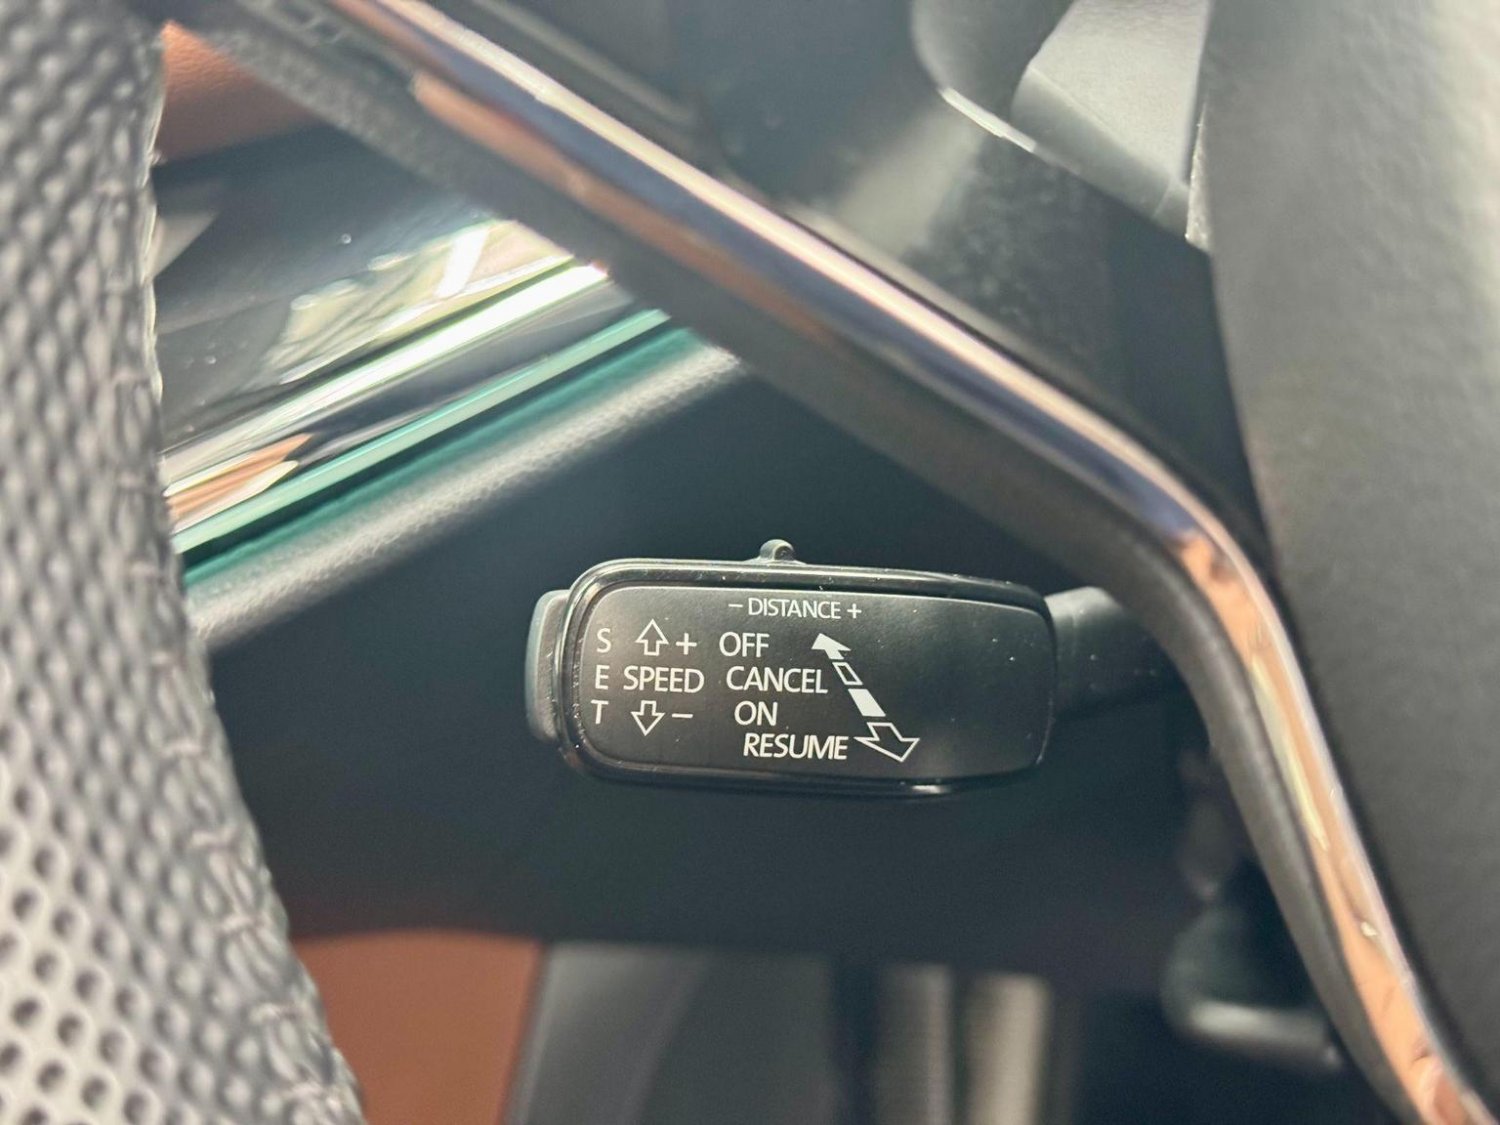 - DISTANCE +
S + OFF
E SPEED CANCEL
T - ON
RESUME